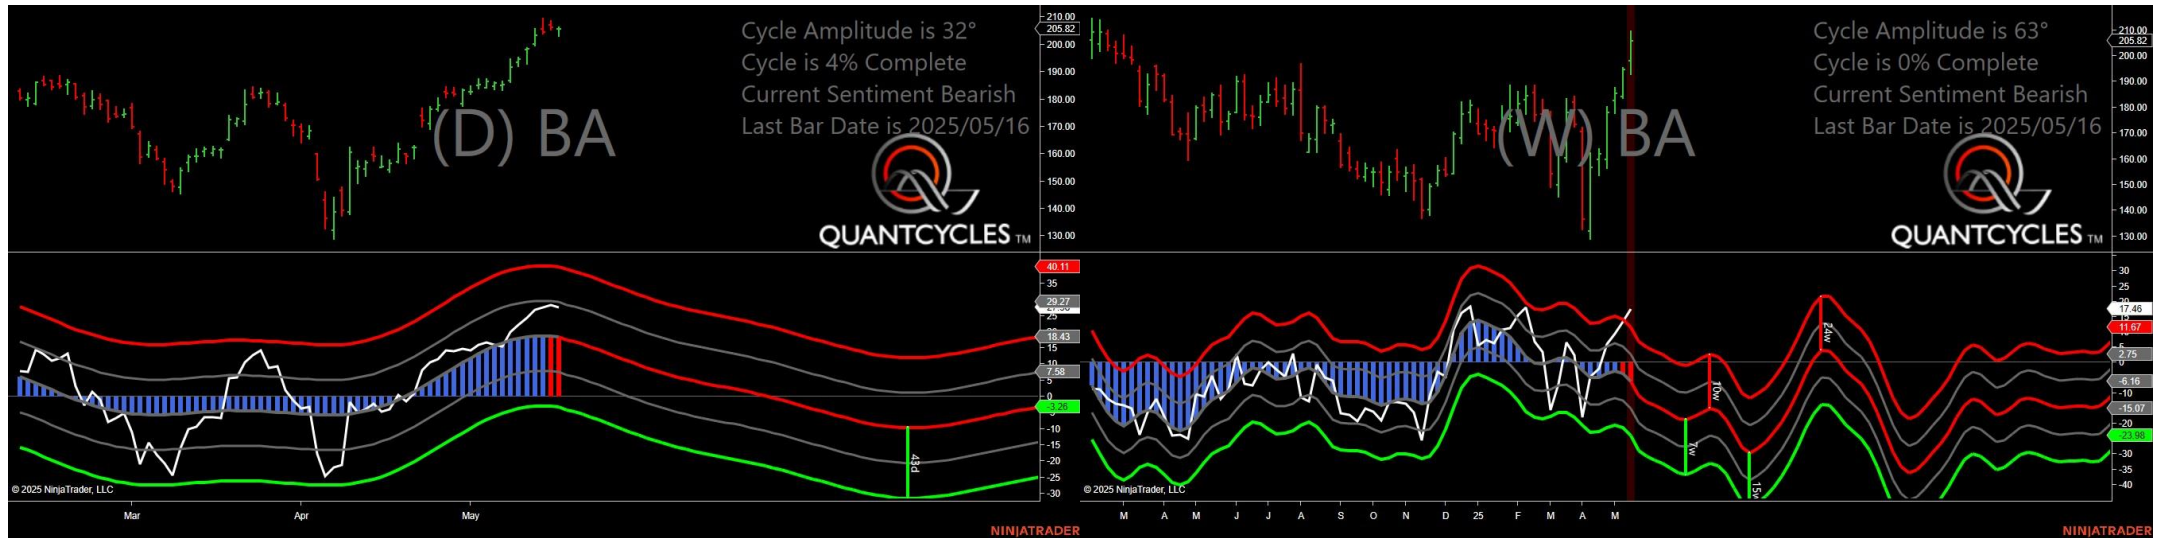 Cycle Amplitude is 32°
Cycle is 4% Complete
Current Sentiment Bearish
Last Bar Date is 2025/05/16
(D) BA
QUANTCYCLES TM
210.00
205.82
200.00
190.00
180.00
170.00
160.00
150.00
140.00
130.00
40.11
35
29.27
25
18.43
15
10
7.58
5
0
-3.26
-10
-15
-20
-25
-30
43d
© 2025 NinjaTrader, LLC
Mar Apr May
NINJATRADER
Cycle Amplitude is 63°
Cycle is 0% Complete
Current Sentiment Bearish
Last Bar Date is 2025/05/16
(W) BA
QUANTCYCLES TM
210.00
205.82
200.00
190.00
180.00
170.00
160.00
150.00
140.00
130.00
30
20
17.46
11.67
2.75
0
-6.16
-10
-15.07
-20
-23.98
-30
-35
-40
7w
10w
15w
24w
© 2025 NinjaTrader, LLC
M A M J J A S O N D 25 F M A M
NINJATRADER